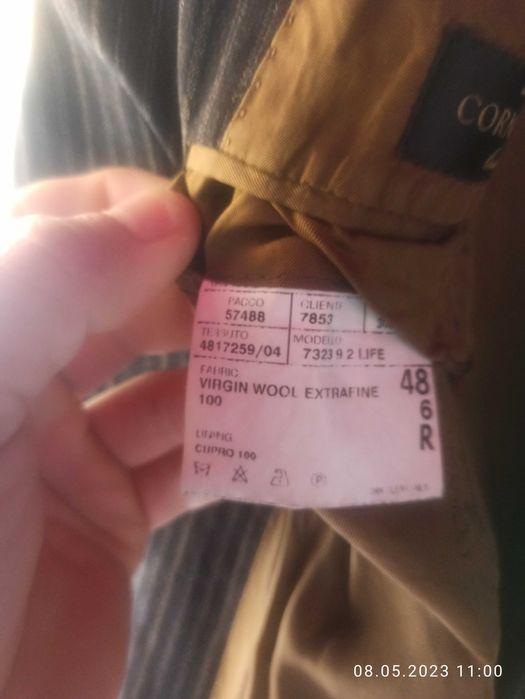 COR
PACCO
57488
CLIENTE
7853
TESSUTO
4817259/04
MODELLO
7323 9 2 LIFE
FABRIC
VIRGIN WOOL EXTRAFINE
100
48
6
R
LINING
CUPRO 100
P
08.05.2023 11:00